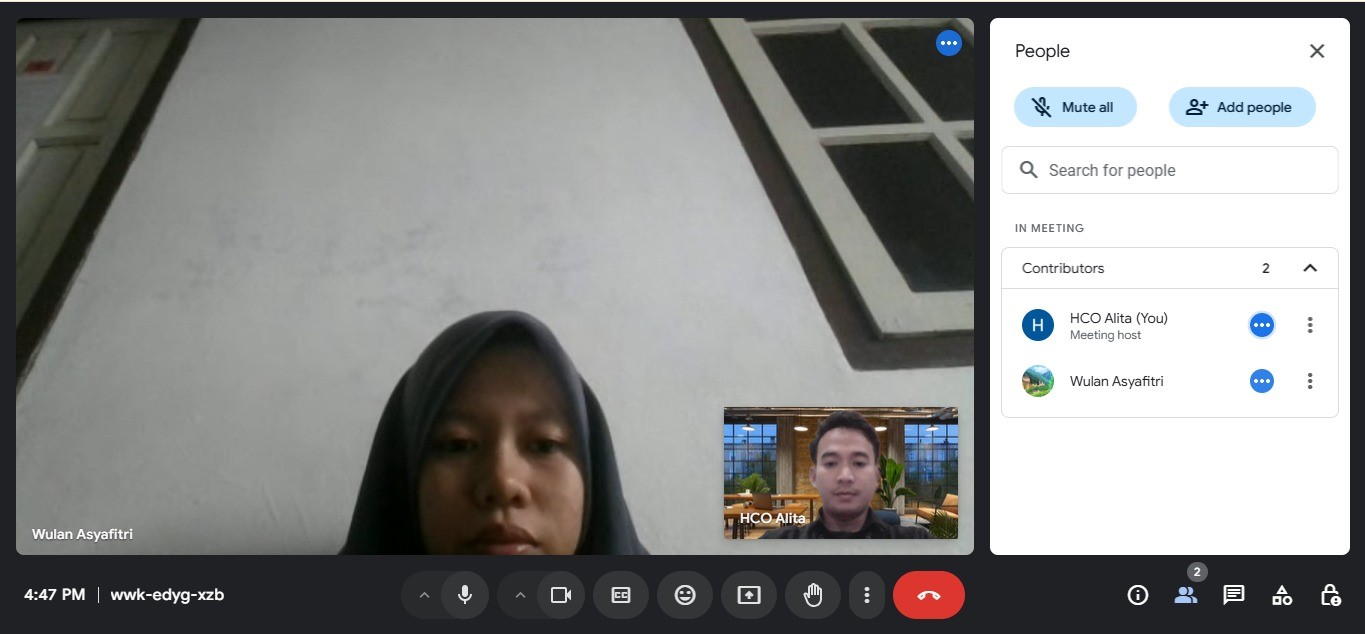 Wulan Asyafitri
HCO Alita
People
Mute all
Add people
Search for people
IN MEETING
Contributors
2
H
HCO Alita (You)
Meeting host
Wulan Asyafitri
4:47 PM | wwk-edyg-xzb
CC
2